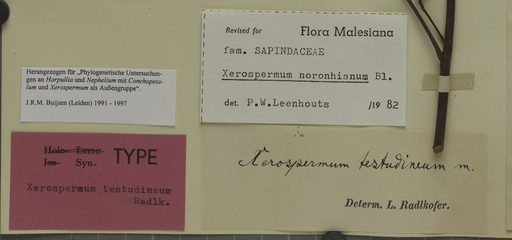 Revised for Flora Malesiana
fam. SAPINDACEAE
Xerospermum noronhianum Bl.
det. P.W.Leenhouts /19 82
Herangezogen für „Phylogenetische Untersuchun-
gen an Harpullia und Nephelium mit Conchopeta-
lum und Xerospermum als Außengruppe“.
J.R.M. Buijsen (Leiden) 1991 - 1997
Holo- Lecto-
Iso- Syn. TYPE
Xerospermum testudineum
Radlk.
Xerospermum testudineum m.
Determ. L. Radlkofer.